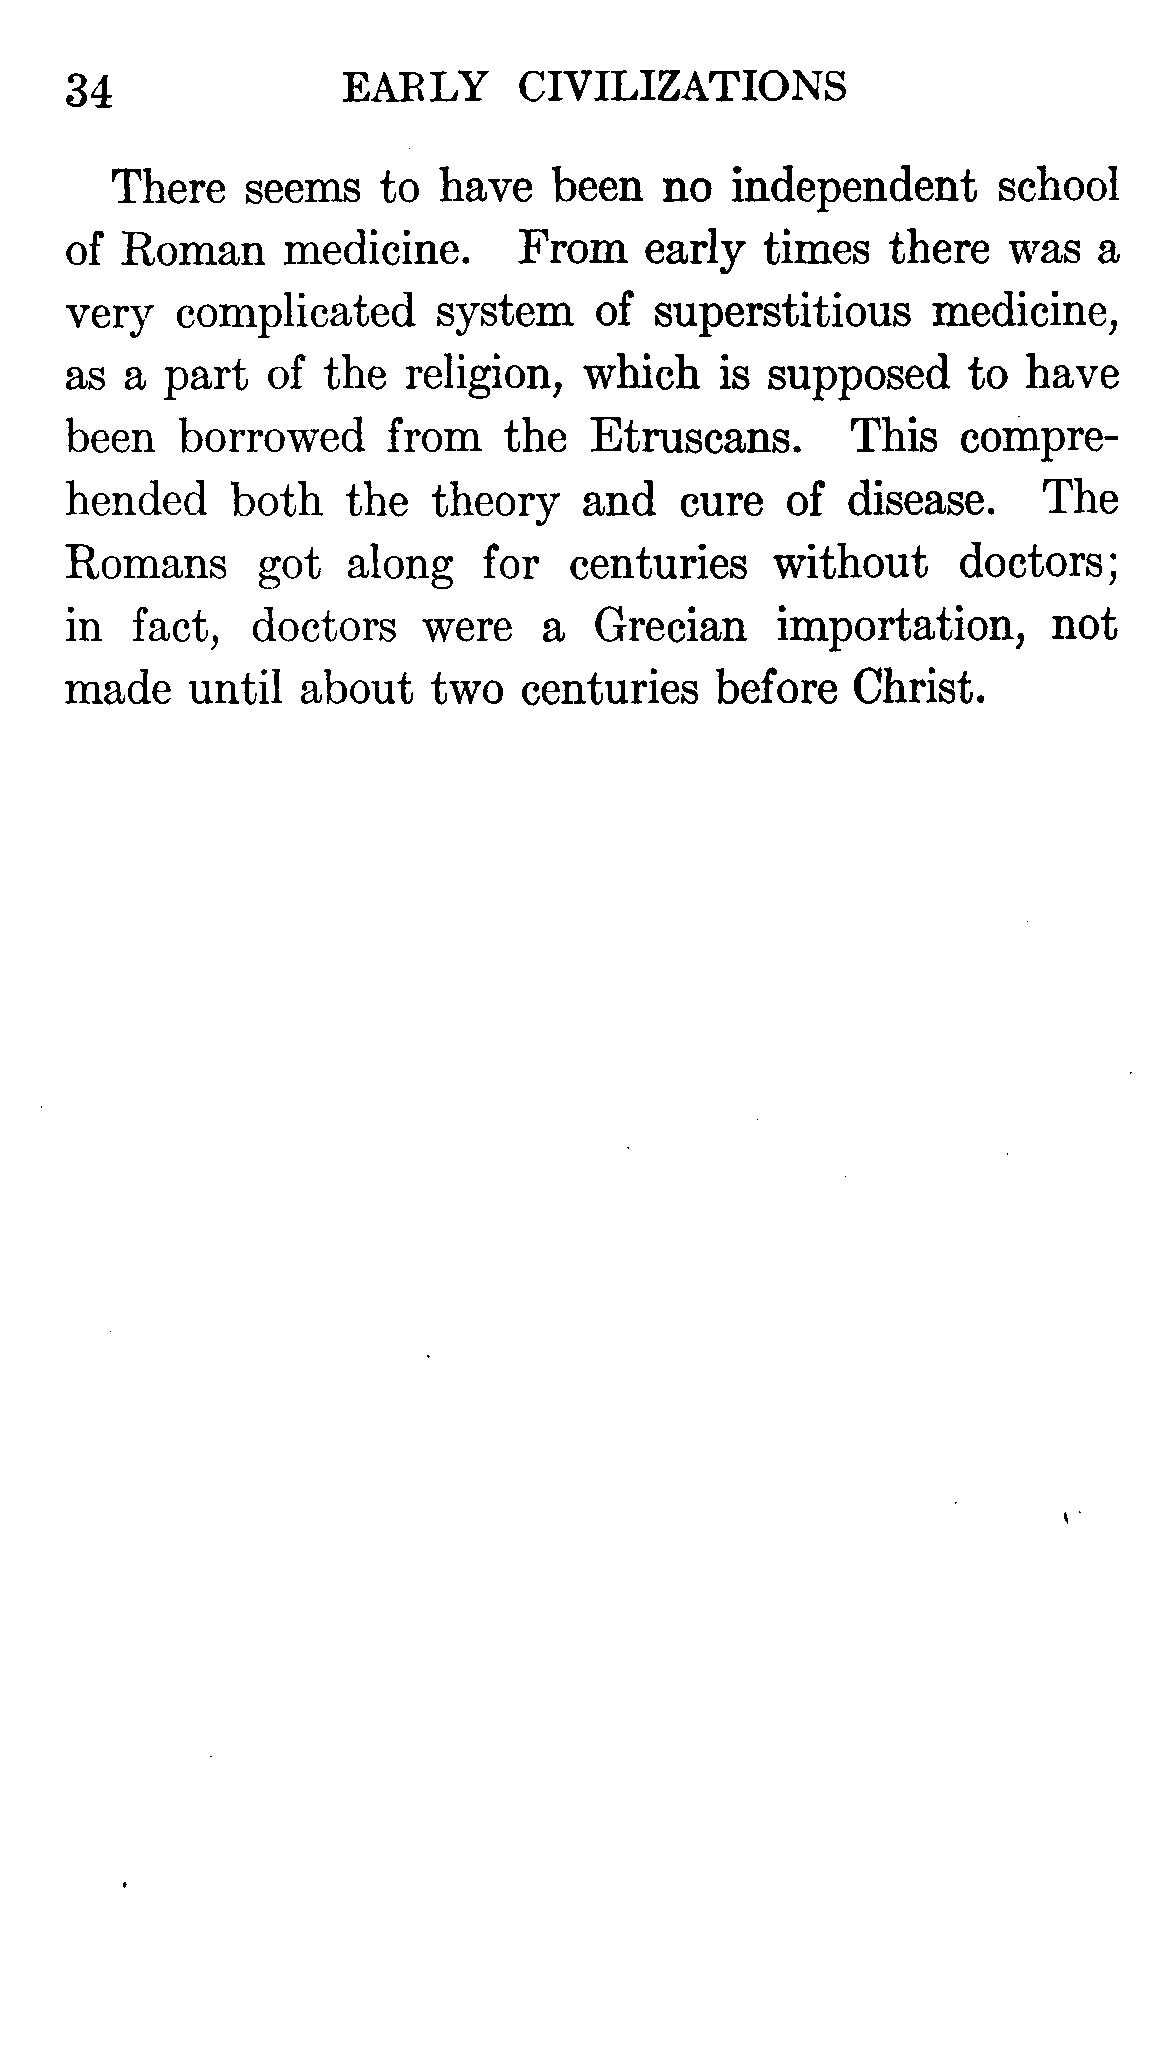 34 EARLY CIVILIZATIONS
There seems to have been no independent school
of Roman medicine. From early times there was a
very complicated system of superstitious medicine,
as a part of the religion, which is supposed to have
been borrowed from the Etruscans. This compre-
hended both the theory and cure of disease. The
Romans got along for centuries without doctors;
in fact, doctors were a Grecian importation, not
made until about two centuries before Christ.